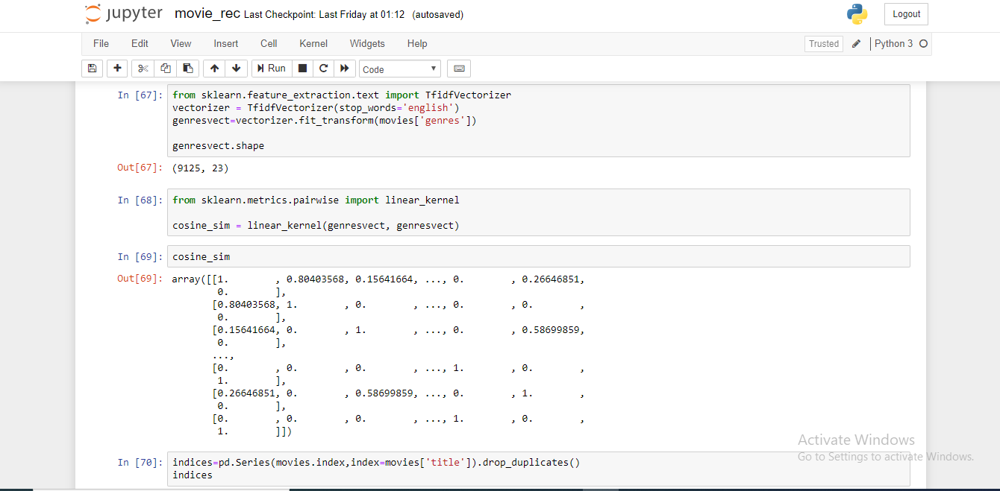 jupyter movie_rec Last Checkpoint: Last Friday at 01:12 (autosaved) Logout
File Edit View Insert Cell Kernel Widgets Help Trusted Python 3
Run Code
In [67]: from sklearn.feature_extraction.text import TfidfVectorizer
vectorizer = TfidfVectorizer(stop_words='english')
genresvect=vectorizer.fit_transform(movies['genres'])
genresvect.shape
Out[67]: (9125, 23)
In [68]: from sklearn.metrics.pairwise import linear_kernel
cosine_sim = linear_kernel(genresvect, genresvect)
In [69]: cosine_sim
Out[69]: array([[1.        , 0.80403568, 0.15641664, ..., 0.        , 0.26646851,
0.        ],
[0.80403568, 1.        , 0.        , ..., 0.        , 0.        ,
0.        ],
[0.15641664, 0.        , 1.        , ..., 0.        , 0.58699859,
0.        ],
...,
[0.        , 0.        , 0.        , ..., 1.        , 0.        ,
1.        ],
[0.26646851, 0.        , 0.58699859, ..., 0.        , 1.        ,
0.        ],
[0.        , 0.        , 0.        , ..., 1.        , 0.        ,
1.        ]])
Activate Windows
Go to Settings to activate Windows.
In [70]: indices=pd.Series(movies.index,index=movies['title']).drop_duplicates()
indices